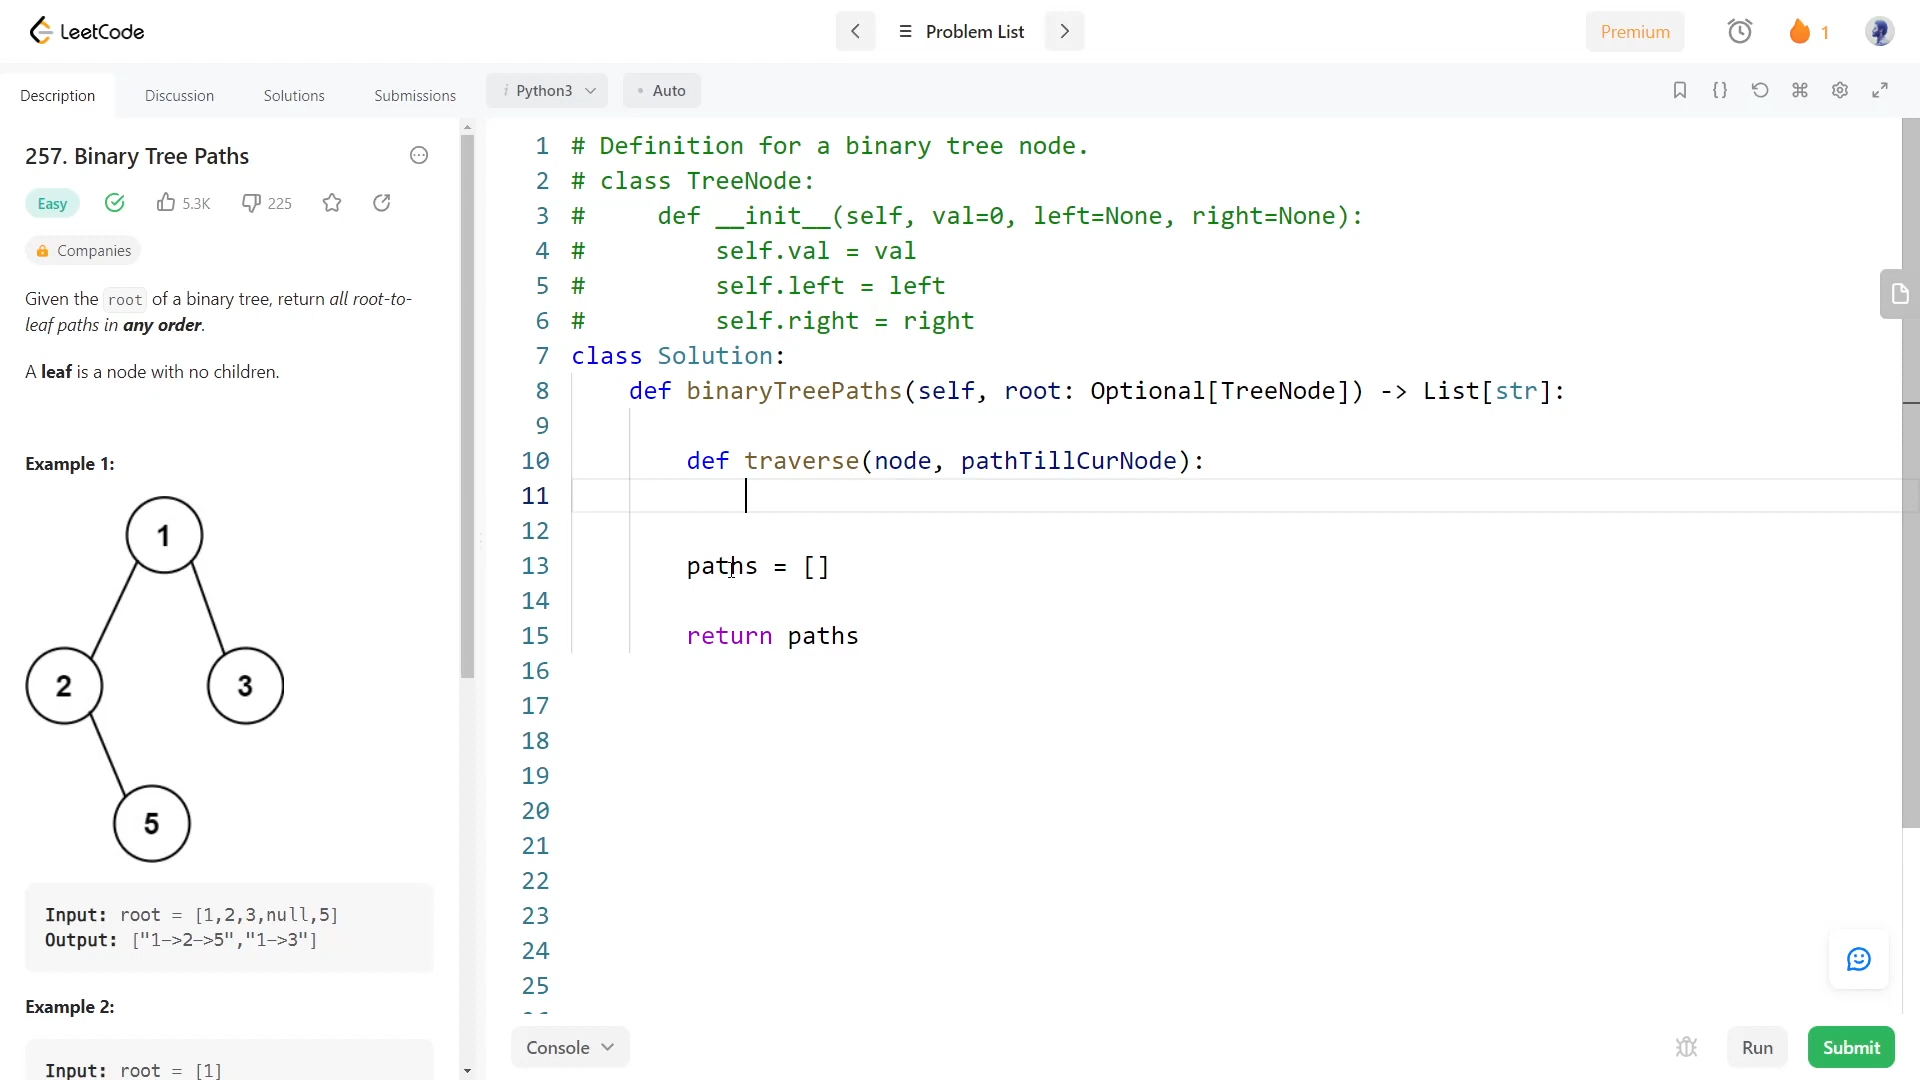 LeetCode
Problem List
Premium
1
Description Discussion Solutions Submissions
i Python3
• Auto
257. Binary Tree Paths
Easy 5.3K 225
Companies
Given the root of a binary tree, return all root-to-
leaf paths in any order.
A leaf is a node with no children.
Example 1:
1
2
3
5
Input: root = [1,2,3,null,5]
Output: ["1->2->5","1->3"]
Example 2:
Input: root = [1]
1 # Definition for a binary tree node.
2 # class TreeNode:
3 #     def __init__(self, val=0, left=None, right=None):
4 #         self.val = val
5 #         self.left = left
6 #         self.right = right
7 class Solution:
8     def binaryTreePaths(self, root: Optional[TreeNode]) -> List[str]:
9
10         def traverse(node, pathTillCurNode):
11
12
13         paths = []
14
15         return paths
16
17
18
19
20
21
22
23
24
25
Console
Run
Submit